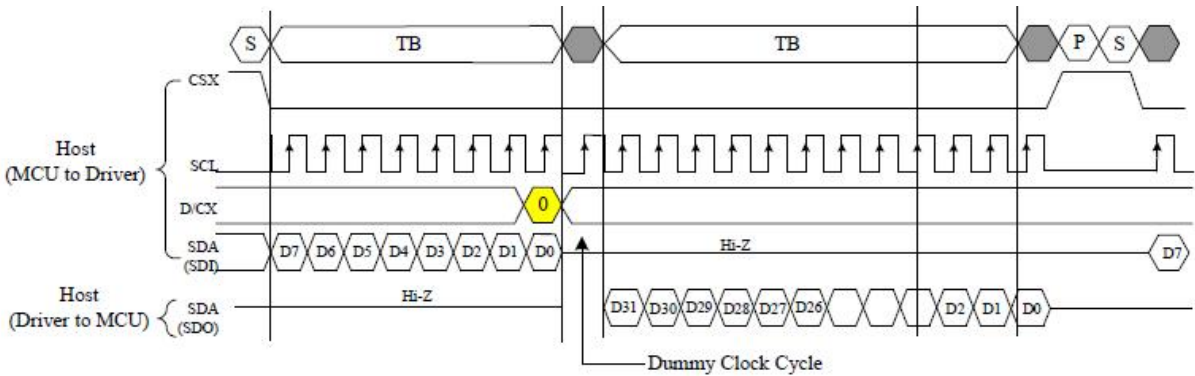 S TB TB P S
CSX
Host
(MCU to Driver)
SCL
D/CX 0
SDA
(SDI)
D7 D6 D5 D4 D3 D2 D1 D0 Hi-Z D7
Host
(Driver to MCU)
SDA
(SDO)
Hi-Z D31 D30 D29 D28 D27 D26 D2 D1 D0
Dummy Clock Cycle